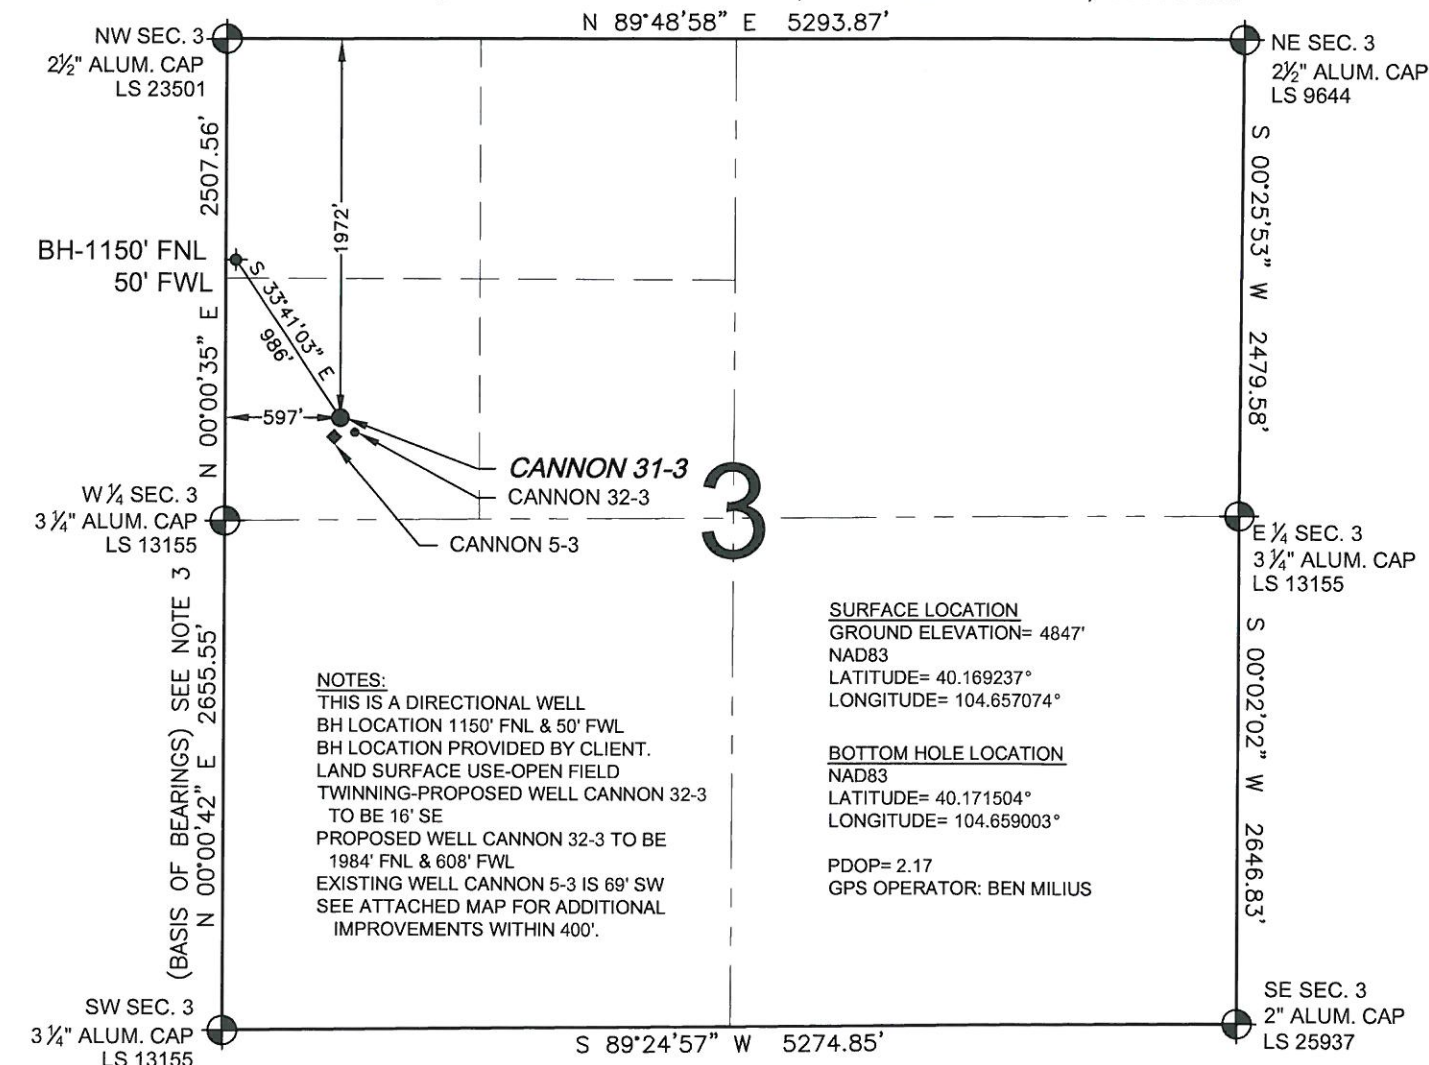 N 89°48'58" E 5293.87'
NW SEC. 3
2½" ALUM. CAP
LS 23501
NE SEC. 3
2½" ALUM. CAP
LS 9644
N 00°00'35" E 2507.56'
S 00°25'53" W 2479.58'
1972'
BH-1150' FNL
50' FWL
S 33°41'03" E
986'
597'
CANNON 31-3
CANNON 32-3
CANNON 5-3
3
W ¼ SEC. 3
3 ¼" ALUM. CAP
LS 13155
E ¼ SEC. 3
3 ¼" ALUM. CAP
LS 13155
(BASIS OF BEARINGS) SEE NOTE 3
N 00°00'42" E 2655.55'
S 00°02'02" W 2646.83'
NOTES:
THIS IS A DIRECTIONAL WELL
BH LOCATION 1150' FNL & 50' FWL
BH LOCATION PROVIDED BY CLIENT.
LAND SURFACE USE-OPEN FIELD
TWINNING-PROPOSED WELL CANNON 32-3
TO BE 16' SE
PROPOSED WELL CANNON 32-3 TO BE
1984' FNL & 608' FWL
EXISTING WELL CANNON 5-3 IS 69' SW
SEE ATTACHED MAP FOR ADDITIONAL
IMPROVEMENTS WITHIN 400'.
SURFACE LOCATION
GROUND ELEVATION= 4847'
NAD83
LATITUDE= 40.169237°
LONGITUDE= 104.657074°
BOTTOM HOLE LOCATION
NAD83
LATITUDE= 40.171504°
LONGITUDE= 104.659003°
PDOP= 2.17
GPS OPERATOR: BEN MILIUS
SW SEC. 3
3 ¼" ALUM. CAP
LS 13155
SE SEC. 3
2" ALUM. CAP
LS 25937
S 89°24'57" W 5274.85'